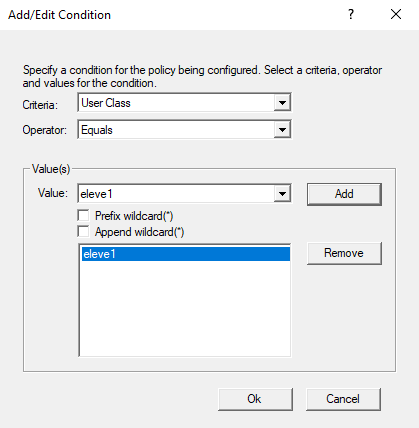 Add/Edit Condition
? ×
Specify a condition for the policy being configured. Select a criteria, operator
and values for the condition.
Criteria: User Class
Operator: Equals
Value(s)
Value: eleve1 Add
Prefix wildcard(*)
Append wildcard(*)
eleve1 Remove
Ok Cancel